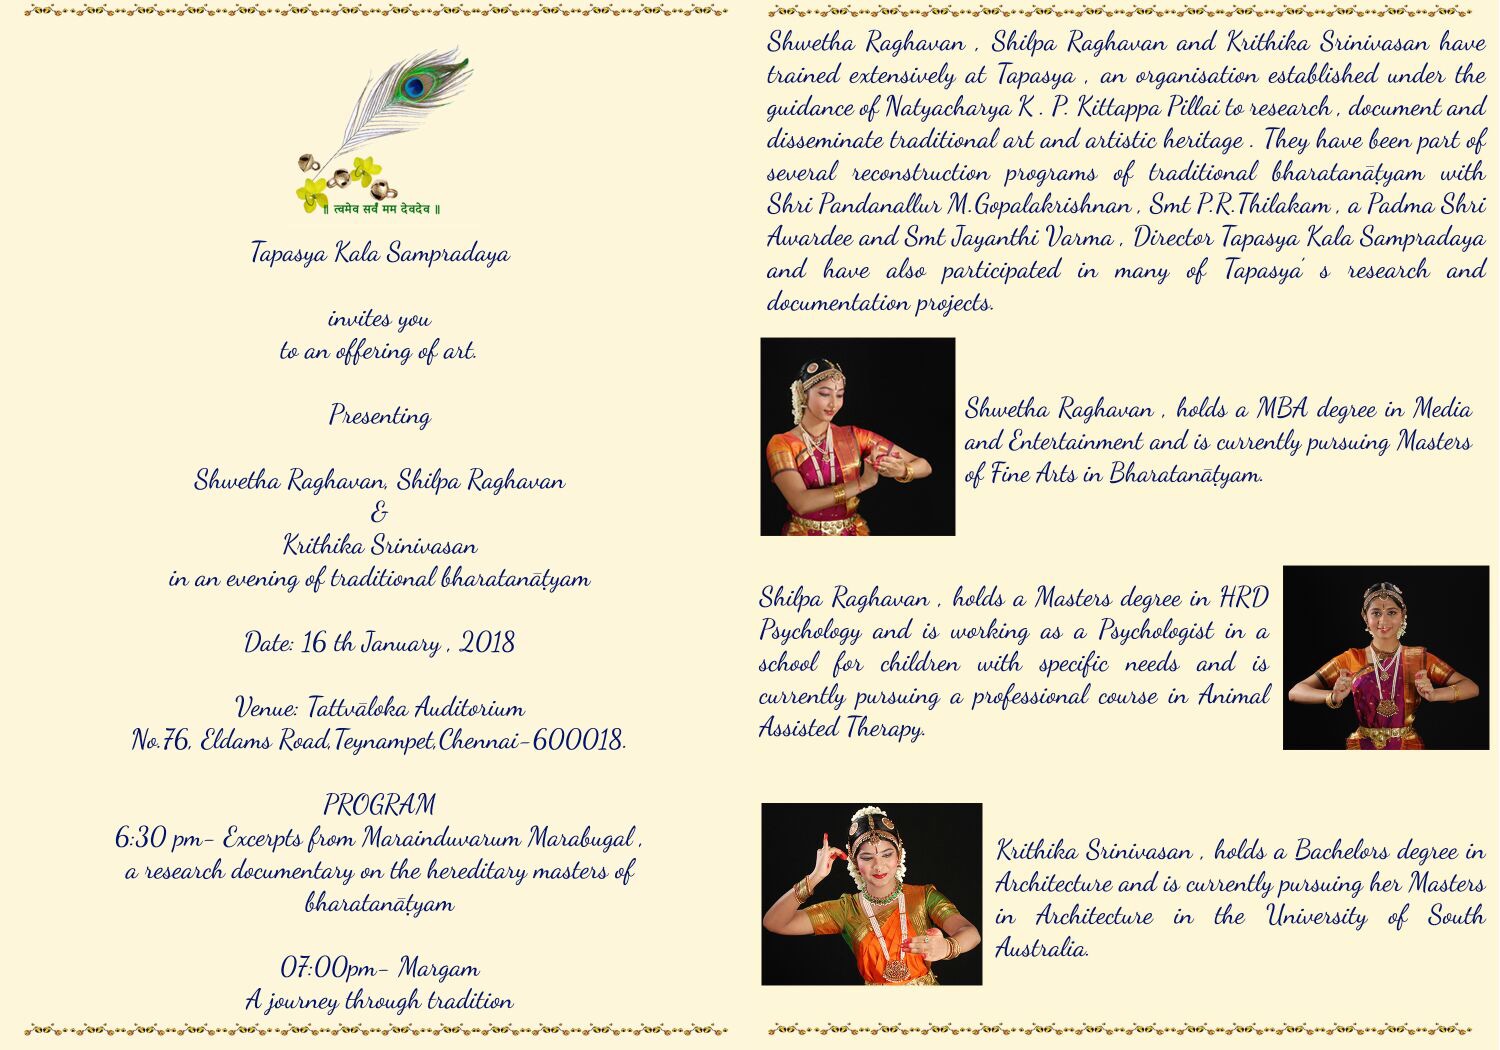 ॥ त्वमेव सर्वं मम देवदेव ॥
Tapasya Kala Sampradaya
invites you
to an offering of art.
Presenting
Shwetha Raghavan, Shilpa Raghavan
&
Krithika Srinivasan
in an evening of traditional bharatanāṭyam
Date: 16 th January , 2018
Venue: Tattvāloka Auditorium
No.76, Eldams Road,Teynampet,Chennai-600018.
PROGRAM
6:30 pm- Excerpts from Marainduvarum Marabugal ,
a research documentary on the hereditary masters of
bharatanāṭyam
07:00pm- Margam
A journey through tradition
Shwetha Raghavan , Shilpa Raghavan and Krithika Srinivasan have
trained extensively at Tapasya , an organisation established under the
guidance of Natyacharya K . P. Kittappa Pillai to research , document and
disseminate traditional art and artistic heritage . They have been part of
several reconstruction programs of traditional bharatanāṭyam with
Shri Pandanallur M.Gopalakrishnan , Smt P.R.Thilakam , a Padma Shri
Awardee and Smt Jayanthi Varma , Director Tapasya Kala Sampradaya
and have also participated in many of Tapasya' s research and
documentation projects.
Shwetha Raghavan , holds a MBA degree in Media
and Entertainment and is currently pursuing Masters
of Fine Arts in Bharatanāṭyam.
Shilpa Raghavan , holds a Masters degree in HRD
Psychology and is working as a Psychologist in a
school for children with specific needs and is
currently pursuing a professional course in Animal
Assisted Therapy.
Krithika Srinivasan , holds a Bachelors degree in
Architecture and is currently pursuing her Masters
in Architecture in the University of South
Australia.